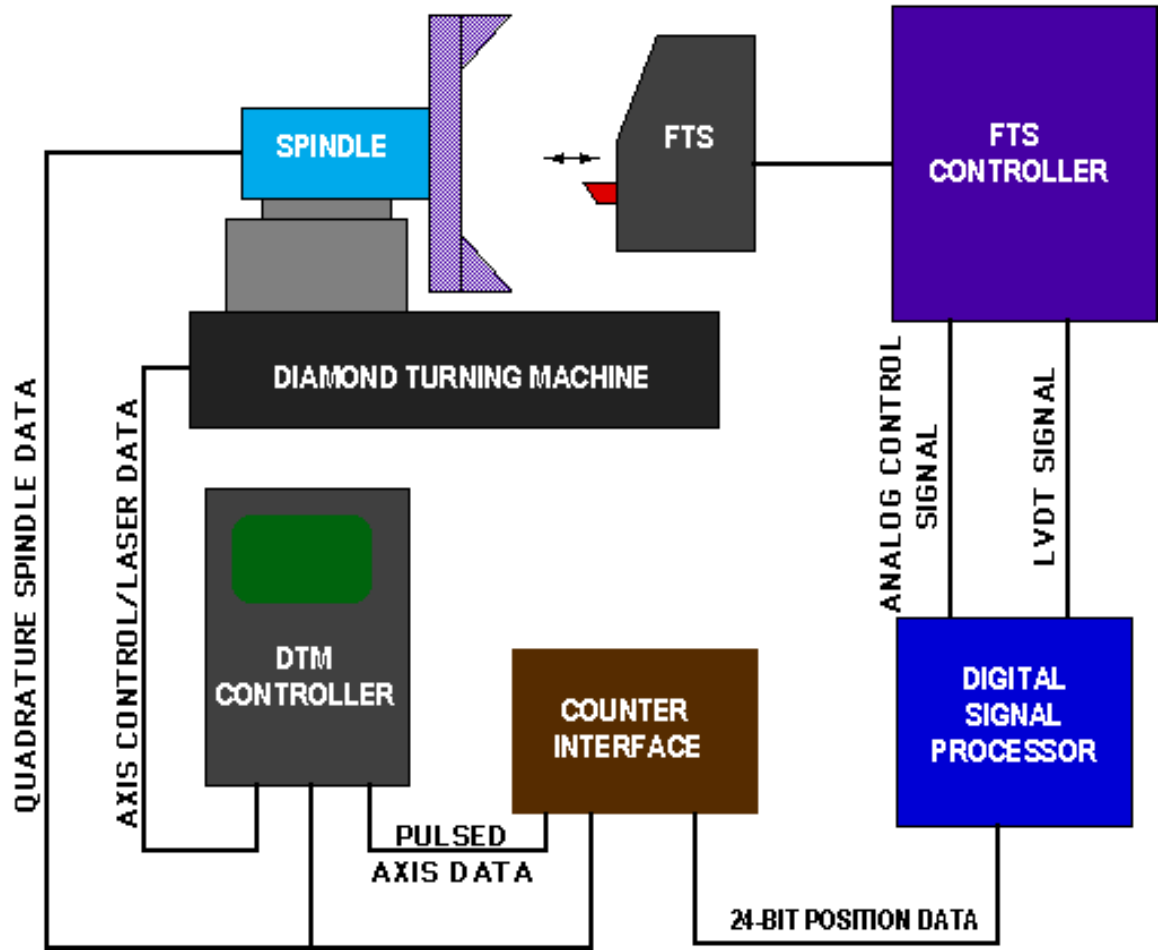 SPINDLE
FTS
FTS
CONTROLLER
DIAMOND TURNING MACHINE
QUADRATURE SPINDLE DATA
AXIS CONTROL/LASER DATA
ANALOG CONTROL
SIGNAL
LVDT SIGNAL
DTM
CONTROLLER
COUNTER
INTERFACE
DIGITAL
SIGNAL
PROCESSOR
PULSED
AXIS DATA
24-BIT POSITION DATA